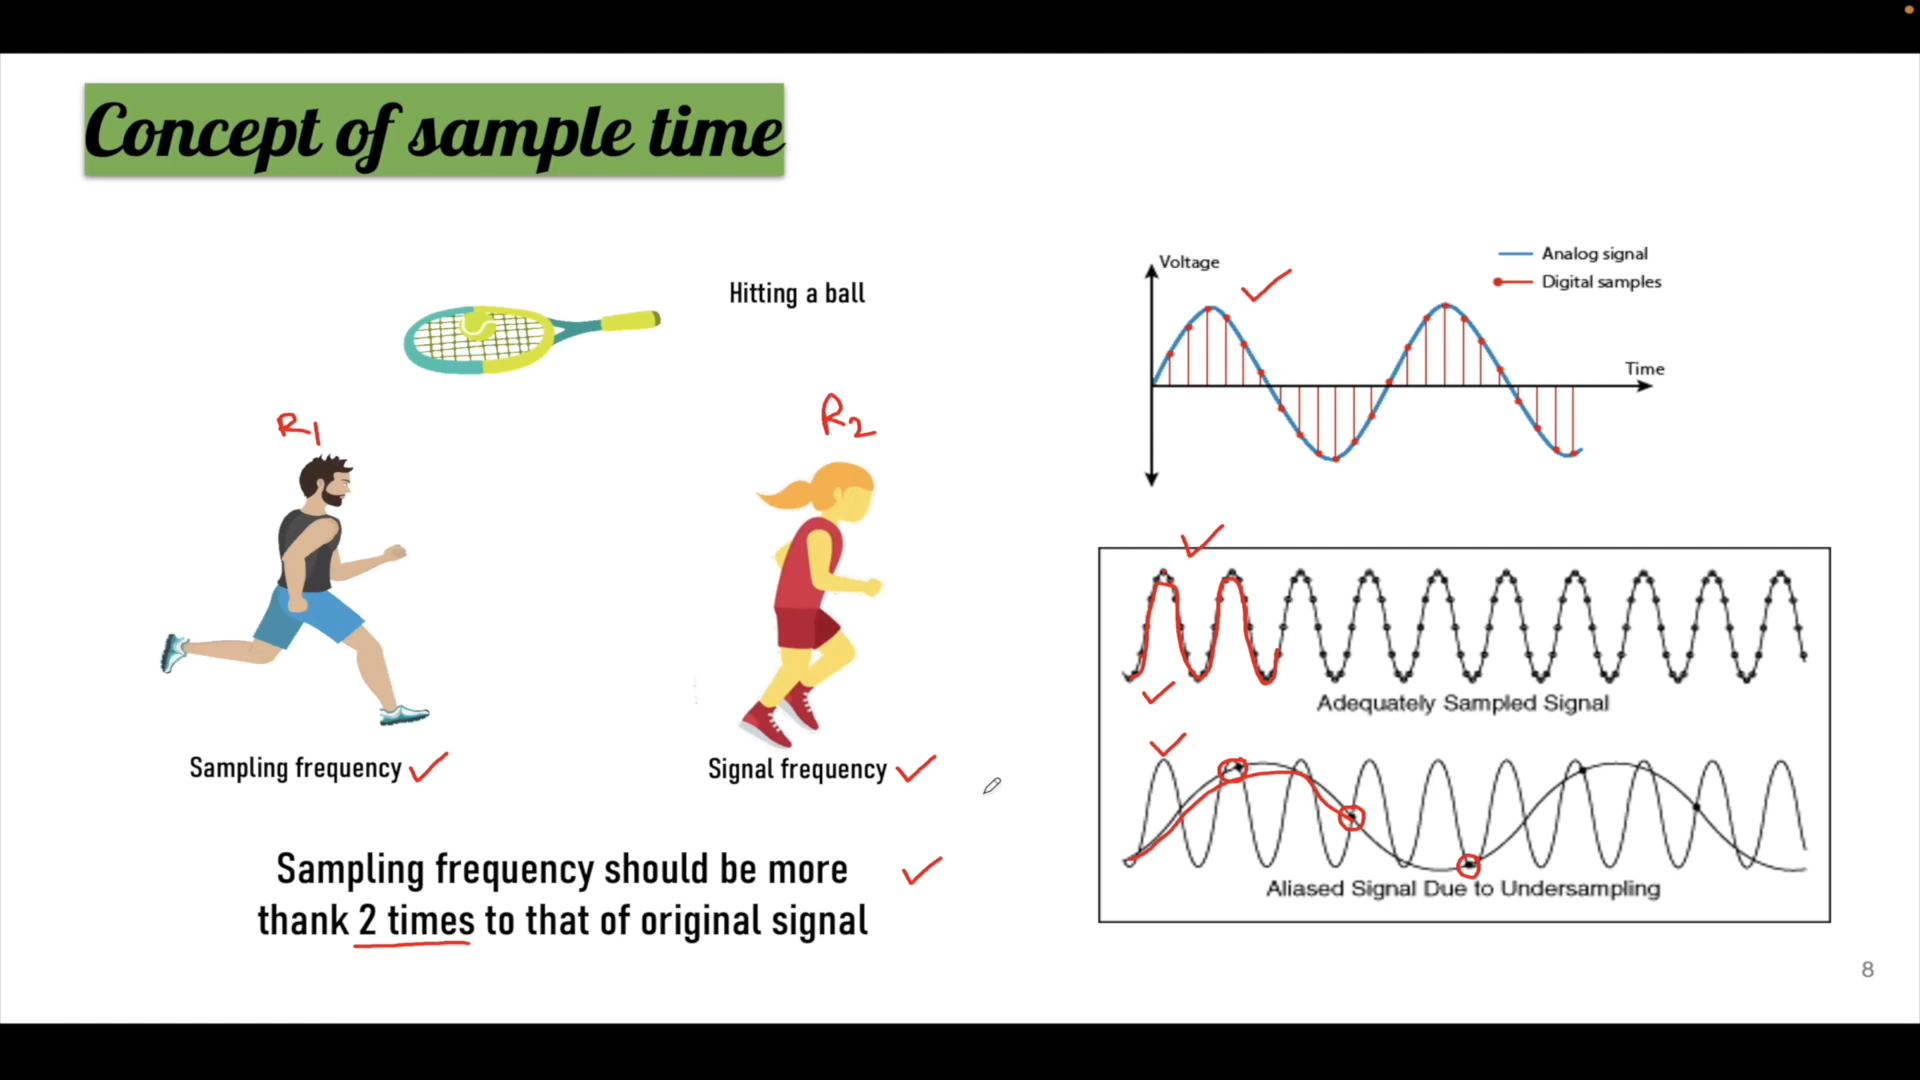 Concept of sample time
Hitting a ball
R1
R2
Sampling frequency
Signal frequency
Sampling frequency should be more
thank 2 times to that of original signal
Voltage
Analog signal
Digital samples
Time
Adequately Sampled Signal
Aliased Signal Due to Undersampling
8